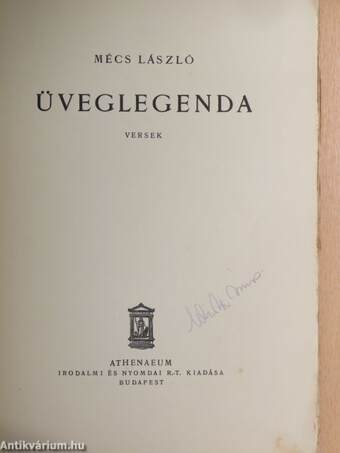 MÉCS LÁSZLÓ
ÜVEGLEGENDA
VERSEK
ATHENAEUM
IRODALMI ÉS NYOMDAI R.-T. KIADÁSA
BUDAPEST
Antikvárium.hu